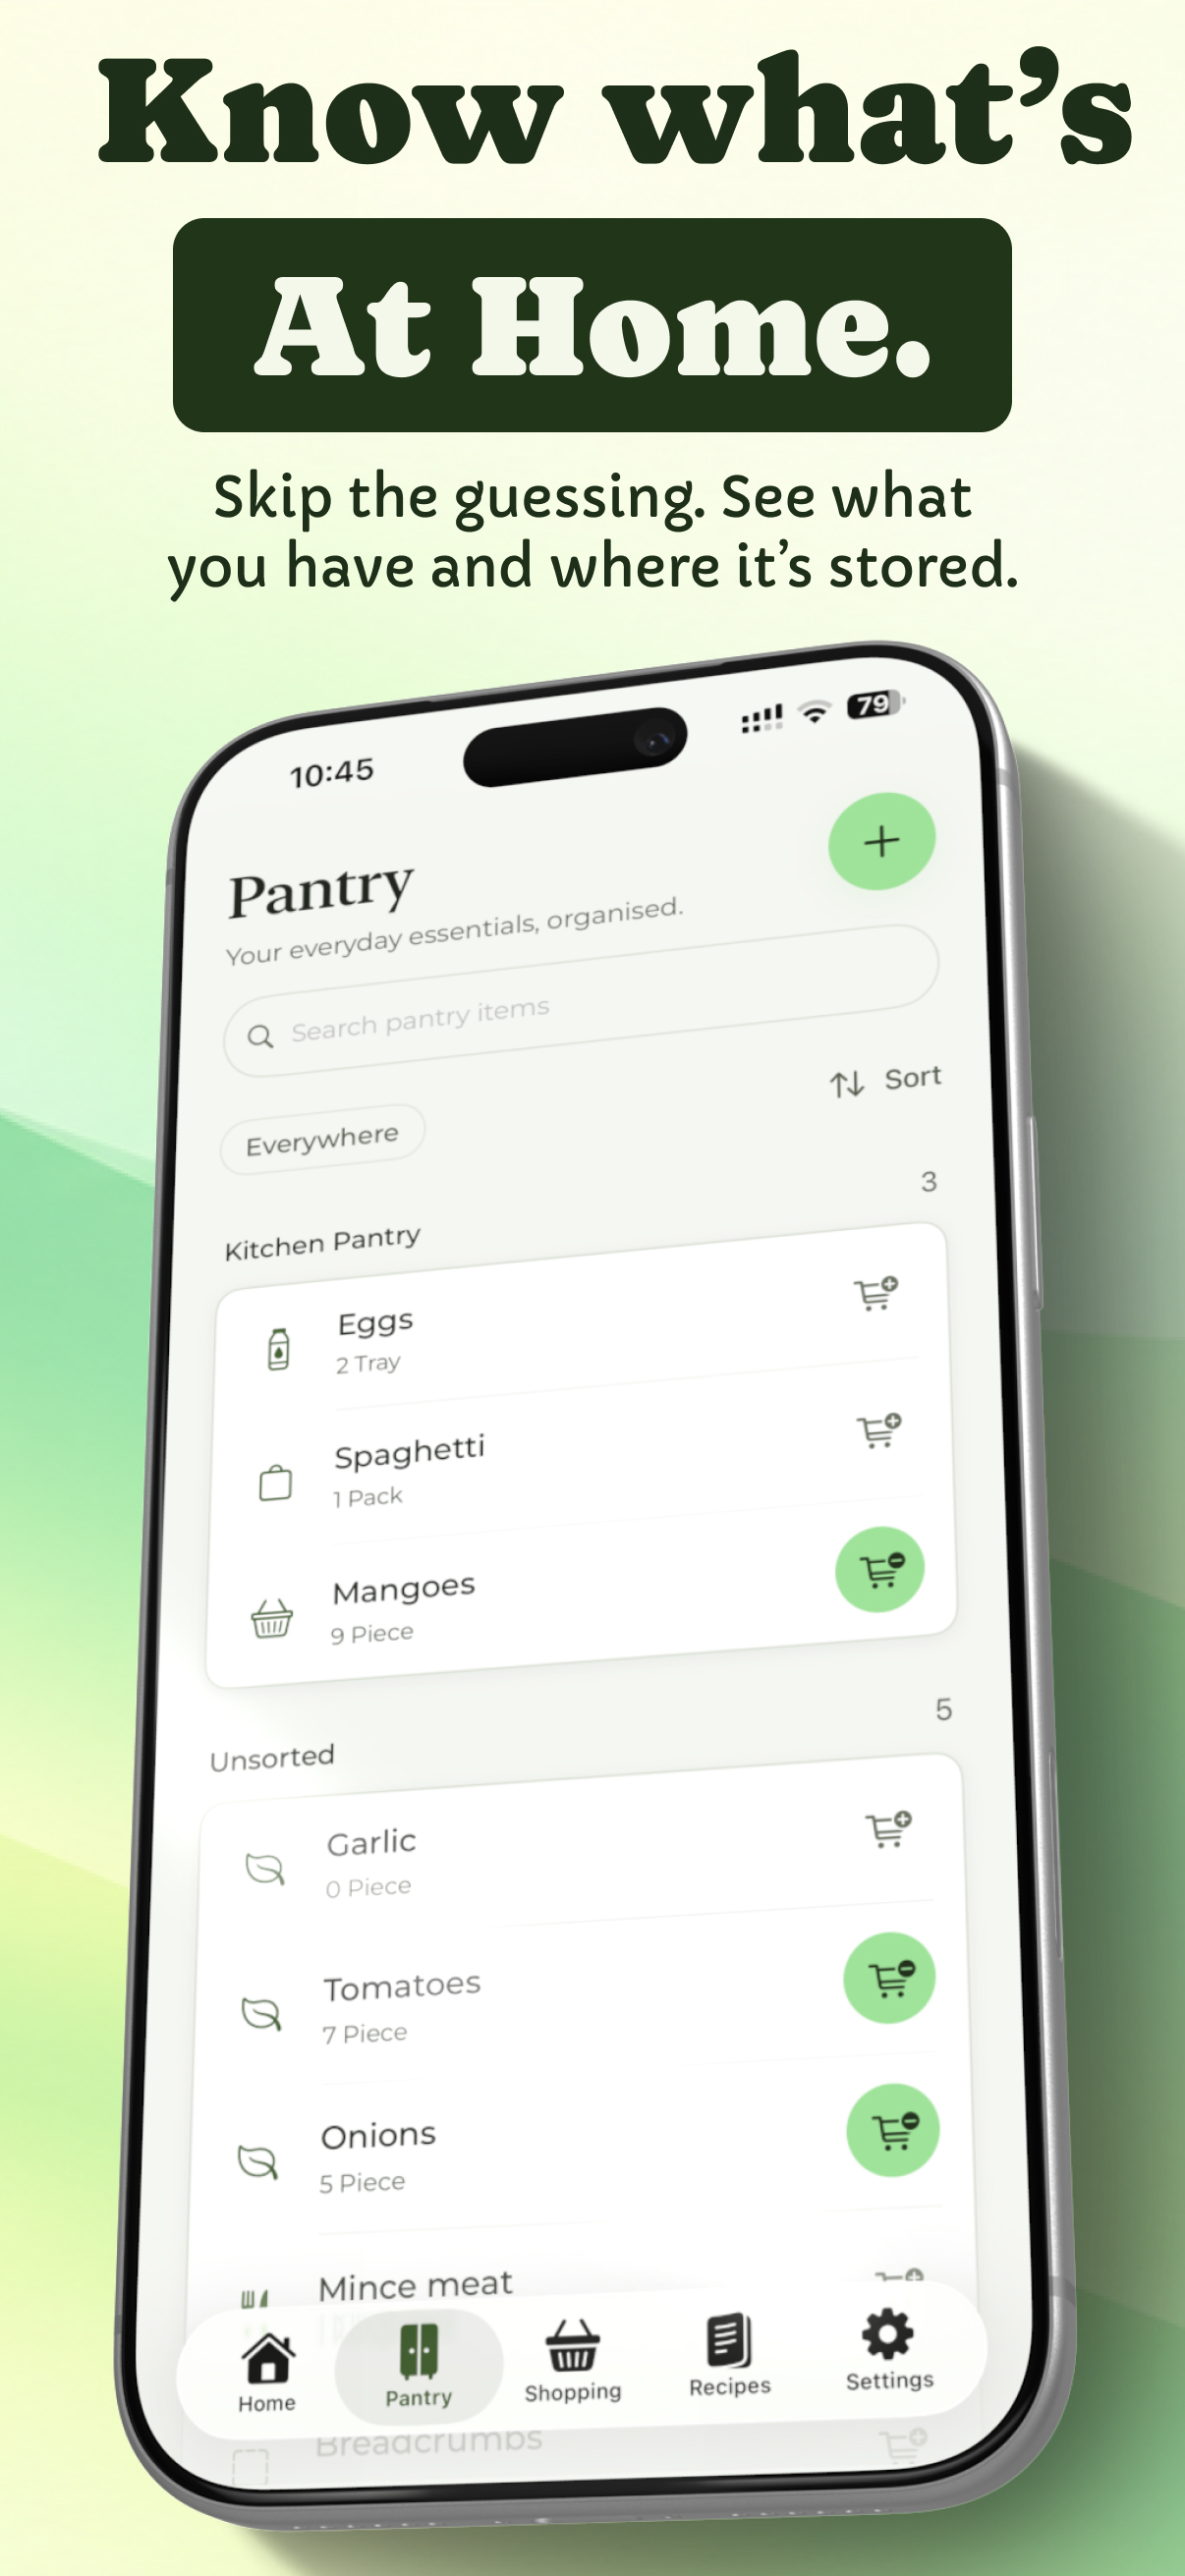 Know what’s
At Home.
Skip the guessing. See what
you have and where it’s stored.
10:45
79
Pantry
Your everyday essentials, organised.
Search pantry items
Sort
Everywhere
3
Kitchen Pantry
Eggs
2 Tray
Spaghetti
1 Pack
Mangoes
9 Piece
5
Unsorted
Garlic
0 Piece
Tomatoes
7 Piece
Onions
5 Piece
Mince meat
Home
Pantry
Shopping
Recipes
Settings
Breadcrumbs